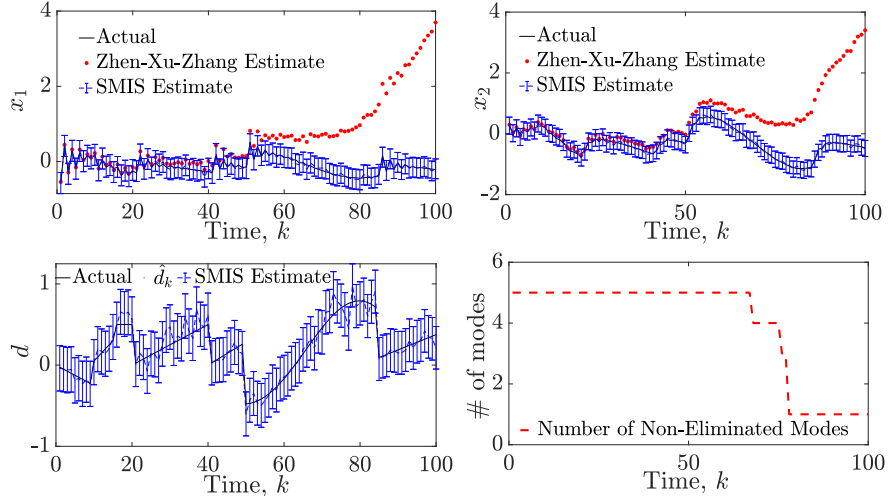 4
2
0
x₁
Actual
Zhen-Xu-Zhang Estimate
SMIS Estimate
0 20 40 60 80 100
Time, k
4
2
0
-2
x₂
Actual
Zhen-Xu-Zhang Estimate
SMIS Estimate
0 50 100
Time, k
1
0
-1
d
Actual d̂ₖ SMIS Estimate
0 20 40 60 80 100
Time, k
6
4
2
0
# of modes
Number of Non-Eliminated Modes
0 50 100
Time, k